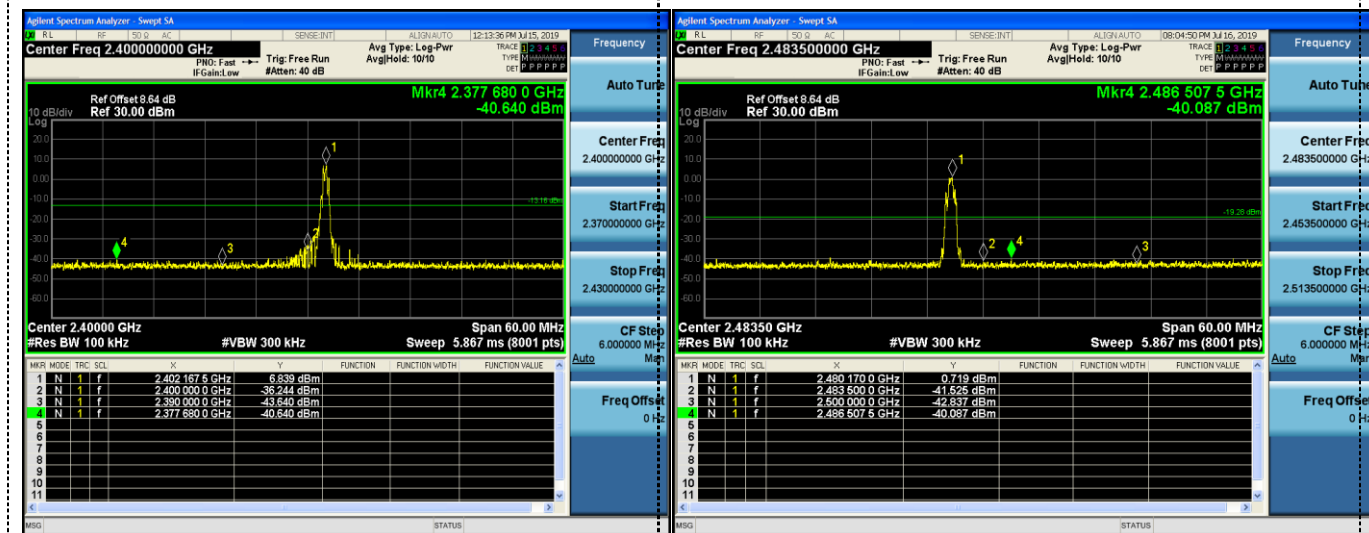 Agilent Spectrum Analyzer - Swept SA
RL RF 50 Ω AC SENSE:INT ALIGNAUTO 12:13:36 PM Jul 15, 2019
Center Freq 2.400000000 GHz
PNO: Fast
IFGain:Low
Trig: Free Run
#Atten: 40 dB
Avg Type: Log-Pwr
Avg|Hold: 10/10
TRACE 1 2 3 4 5 6
TYPE M
DET P P P P P P
Ref Offset 8.64 dB
10 dB/div Ref 30.00 dBm
Log
Mkr4 2.377 680 0 GHz
-40.640 dBm
20.0
10.0
0.00
-10.0
-20.0
-30.0
-40.0
-50.0
-60.0
1
-13.16 dBm
4
3
2
Center 2.40000 GHz Span 60.00 MHz
#Res BW 100 kHz #VBW 300 kHz Sweep 5.867 ms (8001 pts)
MKR MODE TRC SCL X Y FUNCTION FUNCTION WIDTH FUNCTION VALUE
1 N 1 f 2.402 167 5 GHz 6.839 dBm
2 N 1 f 2.400 000 0 GHz -36.244 dBm
3 N 1 f 2.390 000 0 GHz -43.640 dBm
4 N 1 f 2.377 680 0 GHz -40.640 dBm
5
6
7
8
9
10
11
MSG STATUS
Frequency
Auto Tune
Center Freq
2.400000000 GHz
Start Freq
2.370000000 GHz
Stop Freq
2.430000000 GHz
CF Step
6.000000 MHz
Auto Man
Freq Offset
0 Hz
Agilent Spectrum Analyzer - Swept SA
RL RF 50 Ω AC SENSE:INT ALIGNAUTO 08:04:50 PM Jul 16, 2019
Center Freq 2.483500000 GHz
PNO: Fast
IFGain:Low
Trig: Free Run
#Atten: 40 dB
Avg Type: Log-Pwr
Avg|Hold: 10/10
TRACE 1 2 3 4 5 6
TYPE M
DET P P P P P P
Ref Offset 8.64 dB
10 dB/div Ref 30.00 dBm
Log
Mkr4 2.486 507 5 GHz
-40.087 dBm
20.0
10.0
0.00
-10.0
-20.0
-30.0
-40.0
-50.0
-60.0
1
-19.28 dBm
2
4
3
Center 2.48350 GHz Span 60.00 MHz
#Res BW 100 kHz #VBW 300 kHz Sweep 5.867 ms (8001 pts)
MKR MODE TRC SCL X Y FUNCTION FUNCTION WIDTH FUNCTION VALUE
1 N 1 f 2.480 170 0 GHz 0.719 dBm
2 N 1 f 2.483 500 0 GHz -41.525 dBm
3 N 1 f 2.500 000 0 GHz -42.837 dBm
4 N 1 f 2.486 507 5 GHz -40.087 dBm
5
6
7
8
9
10
11
MSG STATUS
Frequency
Auto Tune
Center Freq
2.483500000 GHz
Start Freq
2.453500000 GHz
Stop Freq
2.513500000 GHz
CF Step
6.000000 MHz
Auto Man
Freq Offset
0 Hz